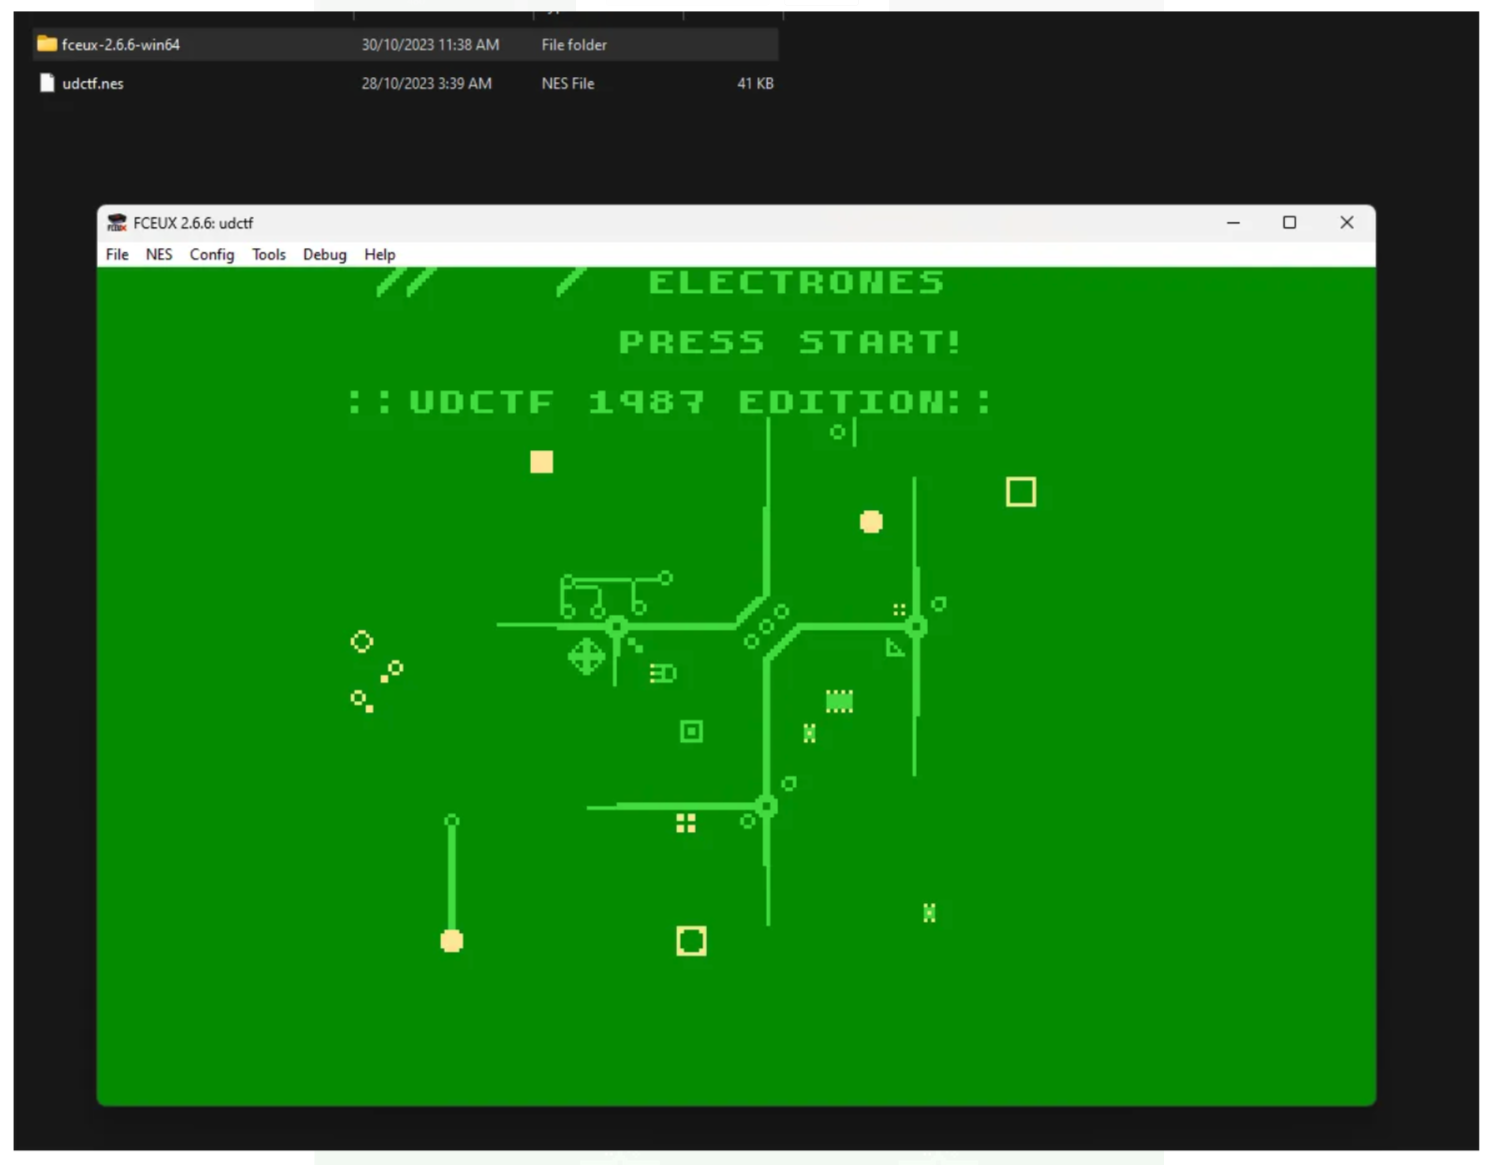 fceux-2.6.6-win64 30/10/2023 11:38 AM File folder
udctf.nes 28/10/2023 3:39 AM NES File 41 KB
FCEUX 2.6.6: udctf
File NES Config Tools Debug Help
// / ELECTRONES
PRESS START!
::UDCTF 1987 EDITION::